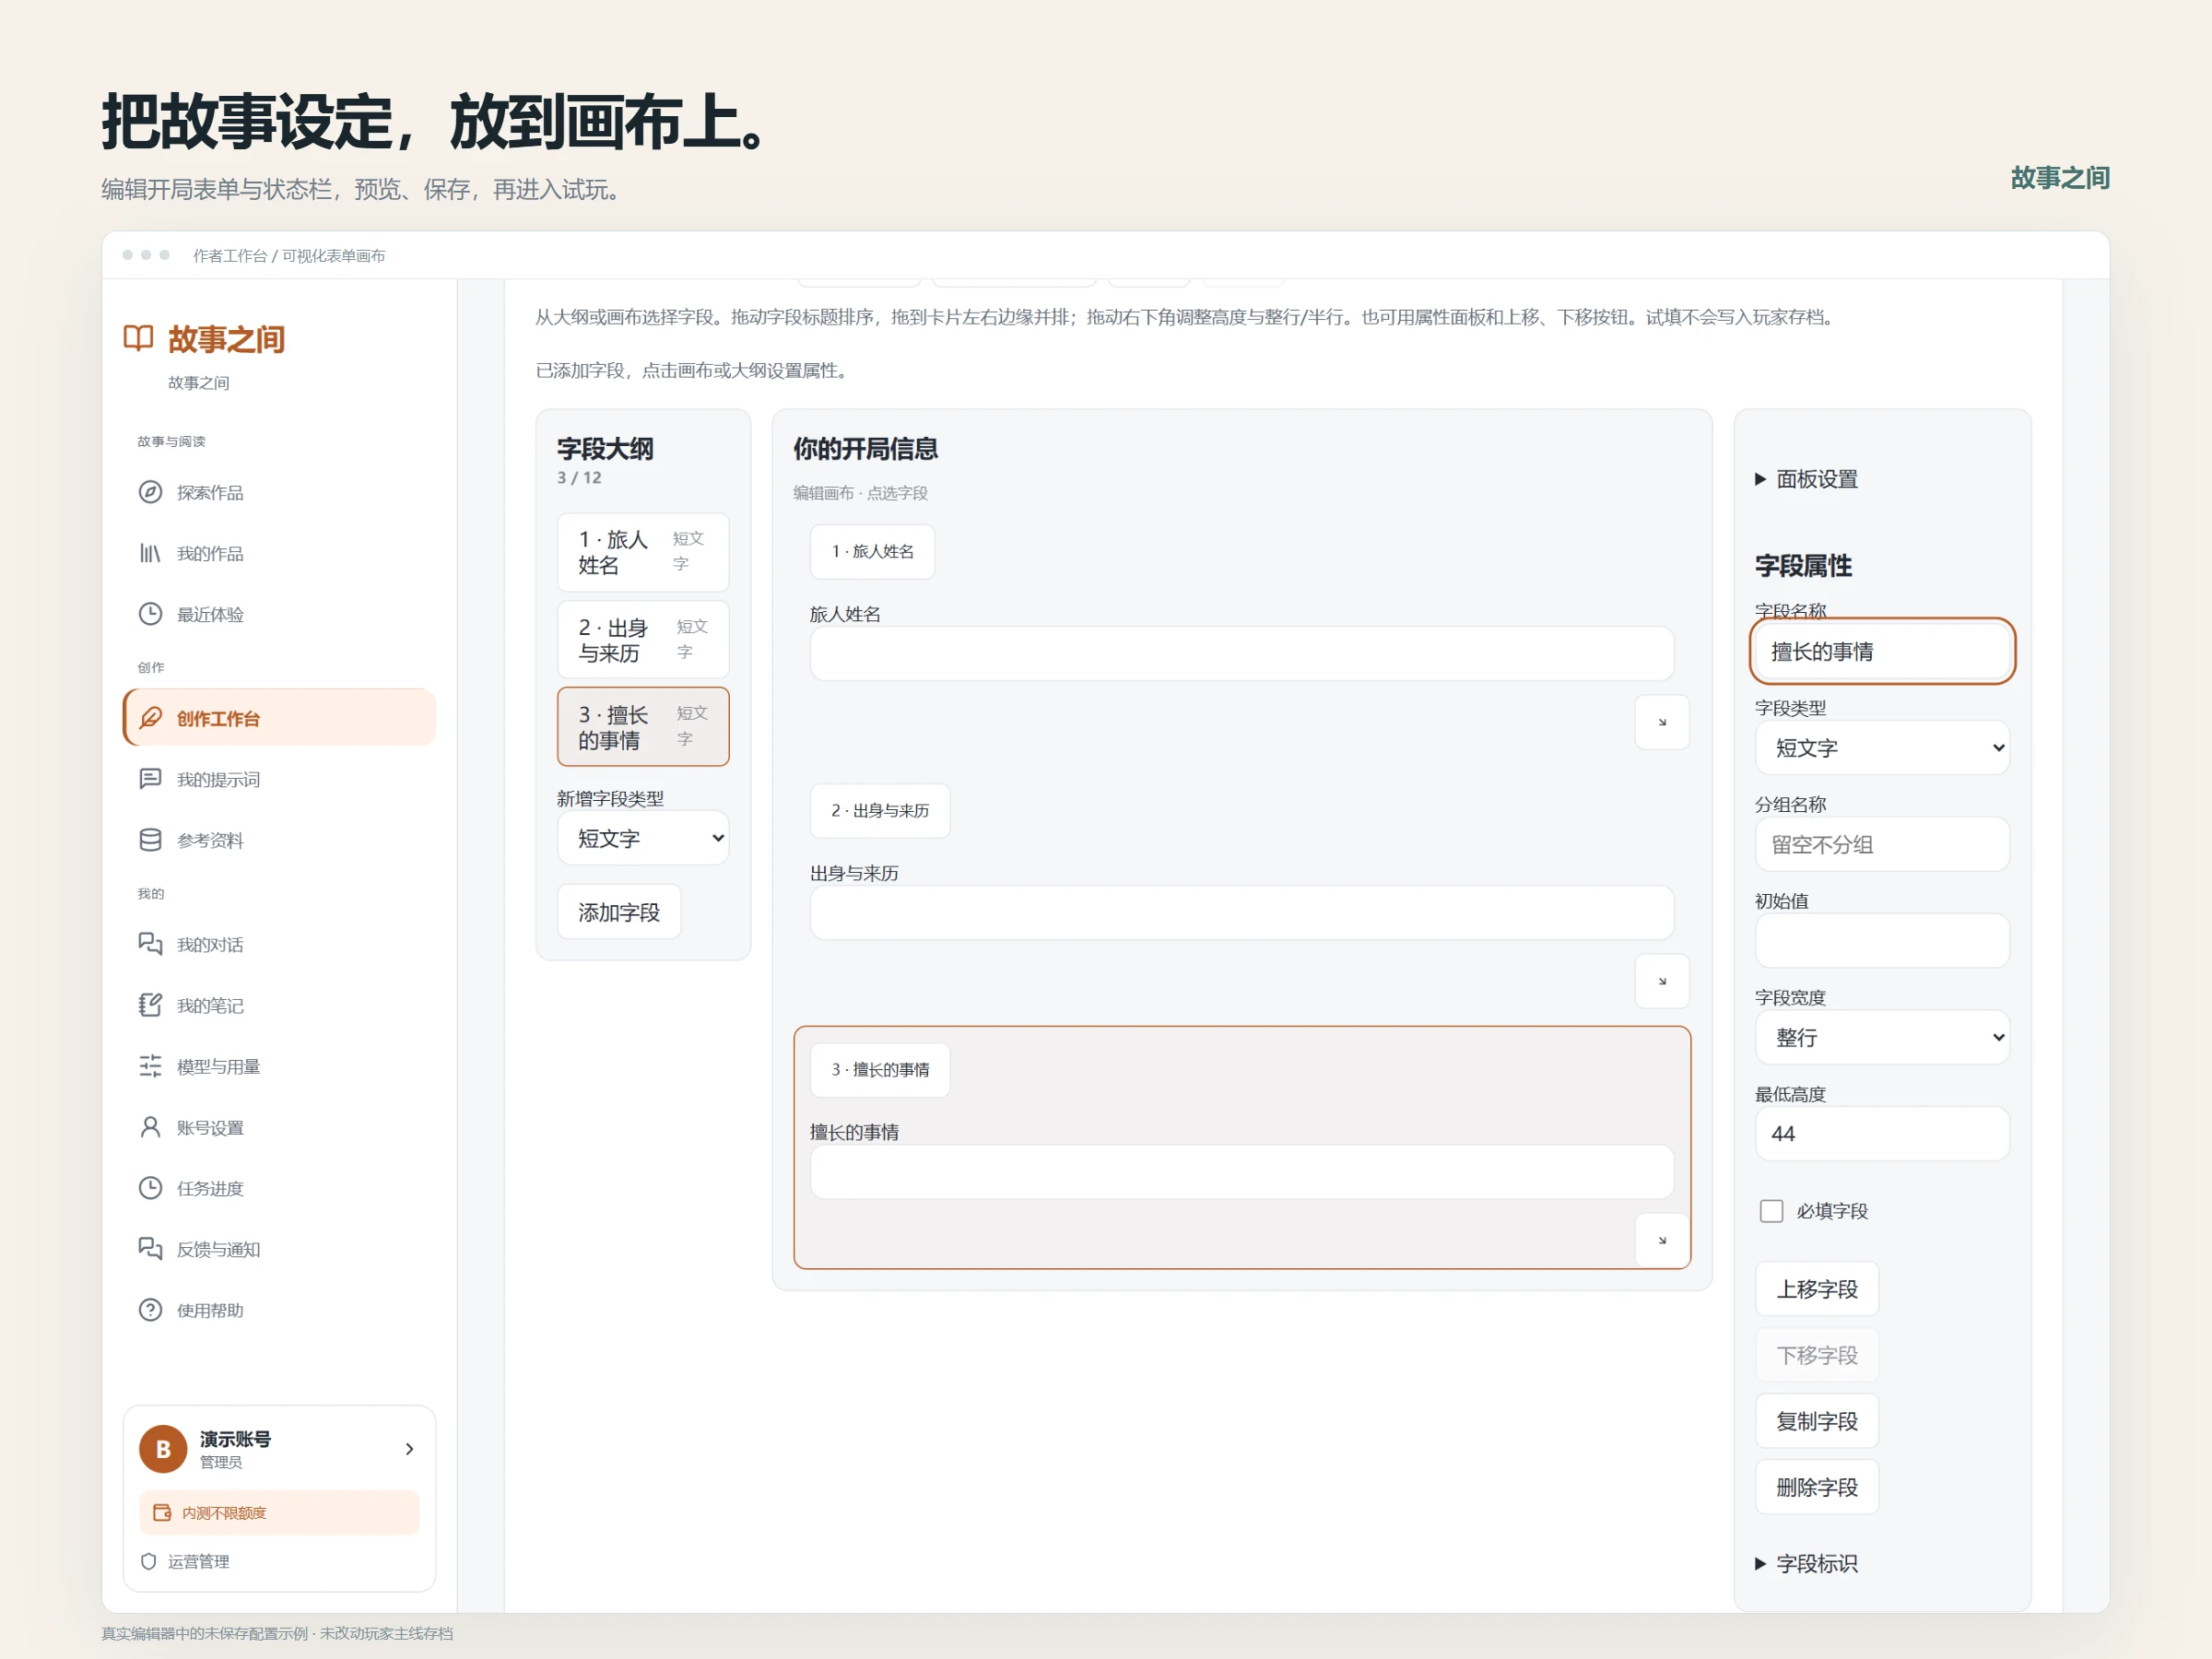 把故事设定，放到画布上。
编辑开局表单与状态栏，预览、保存，再进入试玩。
故事之间
作者工作台 / 可视化表单画布
故事之间
故事之间
故事与阅读
探索作品
我的作品
最近体验
创作
创作工作台
我的提示词
参考资料
我的
我的对话
我的笔记
模型与用量
账号设置
任务进度
反馈与通知
使用帮助
B
演示账号
管理员
内测不限额度
运营管理
从大纲或画布选择字段。拖动字段标题排序，拖到卡片左右边缘并排；拖动右下角调整高度与整行/半行。也可用属性面板和上移、下移按钮。试填不会写入玩家存档。
已添加字段，点击画布或大纲设置属性。
字段大纲
3 / 12
1 · 旅人
姓名
短文
字
2 · 出身
与来历
短文
字
3 · 擅长
的事情
短文
字
新增字段类型
短文字
添加字段
你的开局信息
编辑画布 · 点选字段
1 · 旅人姓名
旅人姓名
2 · 出身与来历
出身与来历
3 · 擅长的事情
擅长的事情
面板设置
字段属性
字段名称
擅长的事情
字段类型
短文字
分组名称
留空不分组
初始值
字段宽度
整行
最低高度
44
必填字段
上移字段
下移字段
复制字段
删除字段
字段标识
真实编辑器中的未保存配置示例 · 未改动玩家主线存档